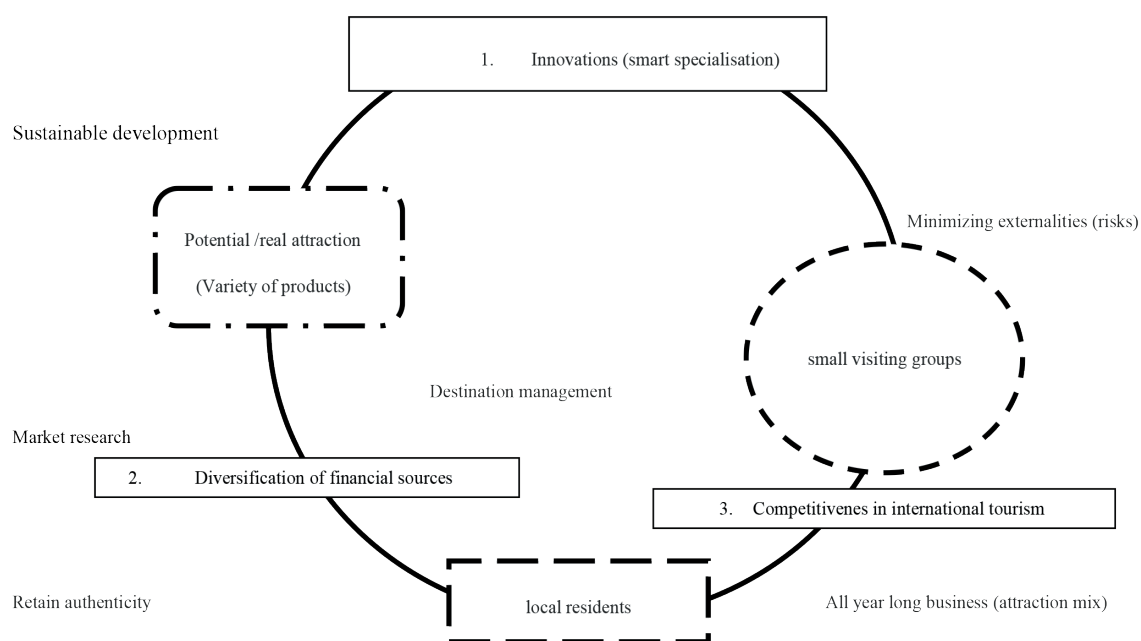 1. Innovations (smart specialisation)
Sustainable development
Minimizing externalities (risks)
Potential /real attraction
(Variety of products)
small visiting groups
Destination management
Market research
2. Diversification of financial sources
3. Competitivenes in international tourism
Retain authenticity
local residents
All year long business (attraction mix)